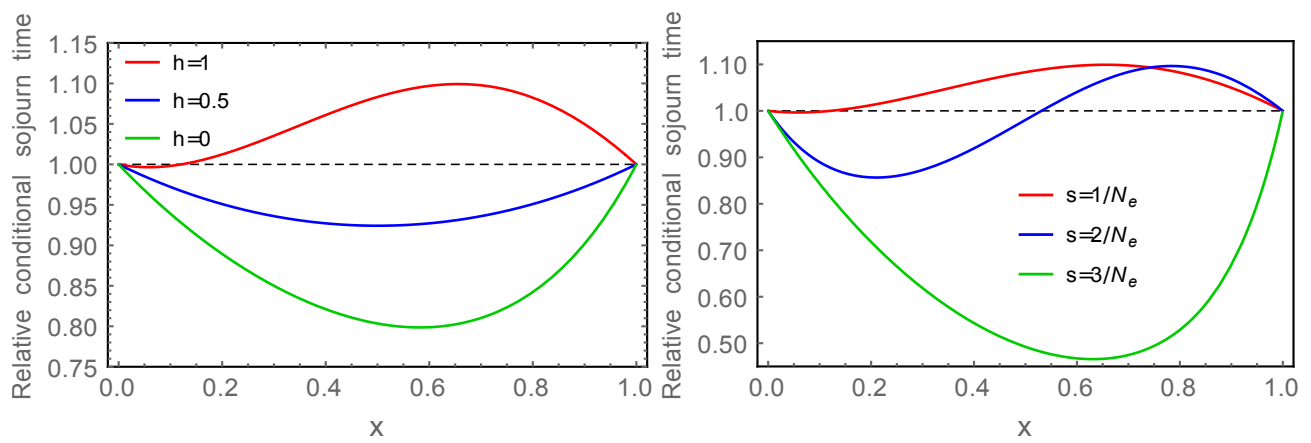 Relative conditional sojourn time
1.15
1.10
1.05
1.00
0.95
0.90
0.85
0.80
0.75
h=1
h=0.5
h=0
0.0 0.2 0.4 0.6 0.8 1.0
x
Relative conditional sojourn time
1.10
1.0
0.90
0.80
0.70
0.60
0.50
s=1/Ne
s=2/Ne
s=3/Ne
0.0 0.2 0.4 0.6 0.8 1.0
x